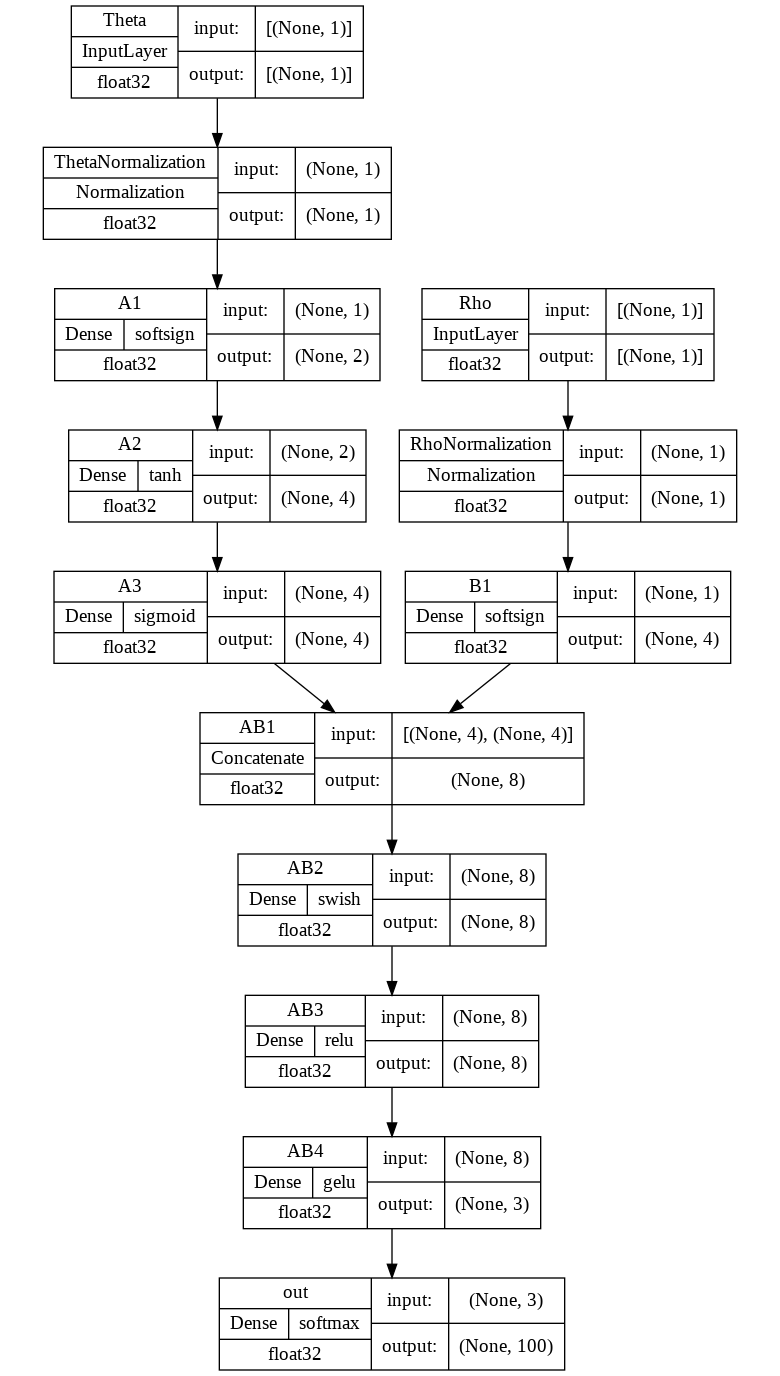 Theta
InputLayer
float32
input: [(None, 1)]
output: [(None, 1)]
ThetaNormalization
Normalization
float32
input: (None, 1)
output: (None, 1)
A1
Dense softsign
float32
input: (None, 1)
output: (None, 2)
Rho
InputLayer
float32
input: [(None, 1)]
output: [(None, 1)]
A2
Dense tanh
float32
input: (None, 2)
output: (None, 4)
RhoNormalization
Normalization
float32
input: (None, 1)
output: (None, 1)
A3
Dense sigmoid
float32
input: (None, 4)
output: (None, 4)
B1
Dense softsign
float32
input: (None, 1)
output: (None, 4)
AB1
Concatenate
float32
input: [(None, 4), (None, 4)]
output: (None, 8)
AB2
Dense swish
float32
input: (None, 8)
output: (None, 8)
AB3
Dense relu
float32
input: (None, 8)
output: (None, 8)
AB4
Dense gelu
float32
input: (None, 8)
output: (None, 3)
out
Dense softmax
float32
input: (None, 3)
output: (None, 100)